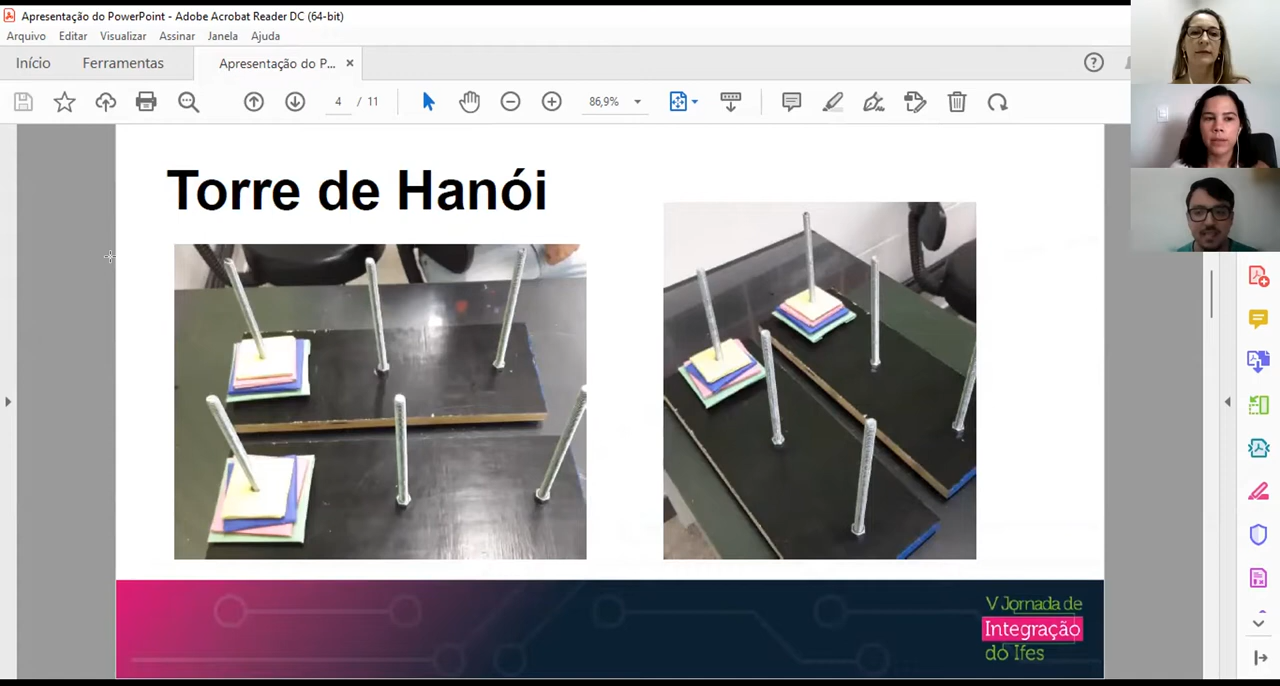 Apresentação do PowerPoint - Adobe Acrobat Reader DC (64-bit)
Arquivo Editar Visualizar Assinar Janela Ajuda
Início Ferramentas Apresentação do P... ×
4 / 11 86,9%
Torre de Hanói
V Jornada de
Integração
do Ifes